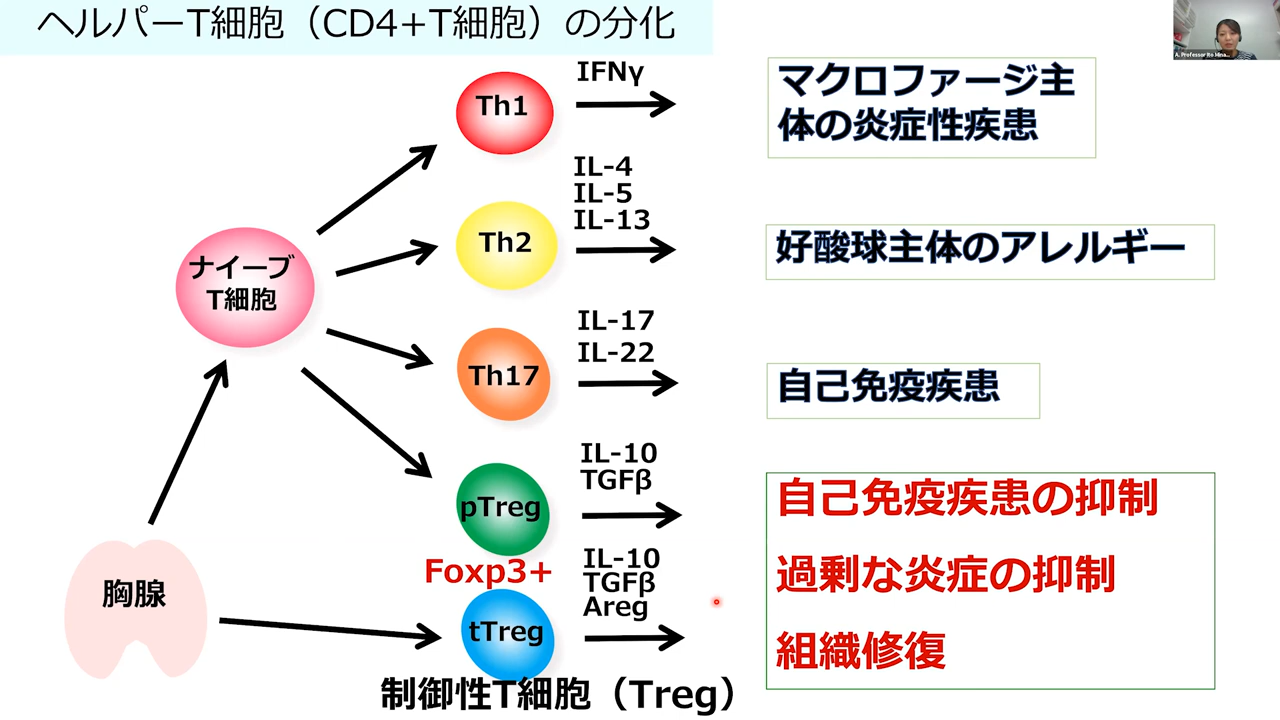 ヘルパーT細胞（CD4+T細胞）の分化
A. Professor Ito Mina...
IFNγ
Th1
マクロファージ主
体の炎症性疾患
IL-4
IL-5
IL-13
Th2
好酸球主体のアレルギー
ナイーブ
T細胞
IL-17
IL-22
Th17
自己免疫疾患
IL-10
TGFβ
pTreg
Foxp3+
IL-10
TGFβ
Areg
tTreg
胸腺
制御性T細胞（Treg）
自己免疫疾患の抑制
過剰な炎症の抑制
組織修復